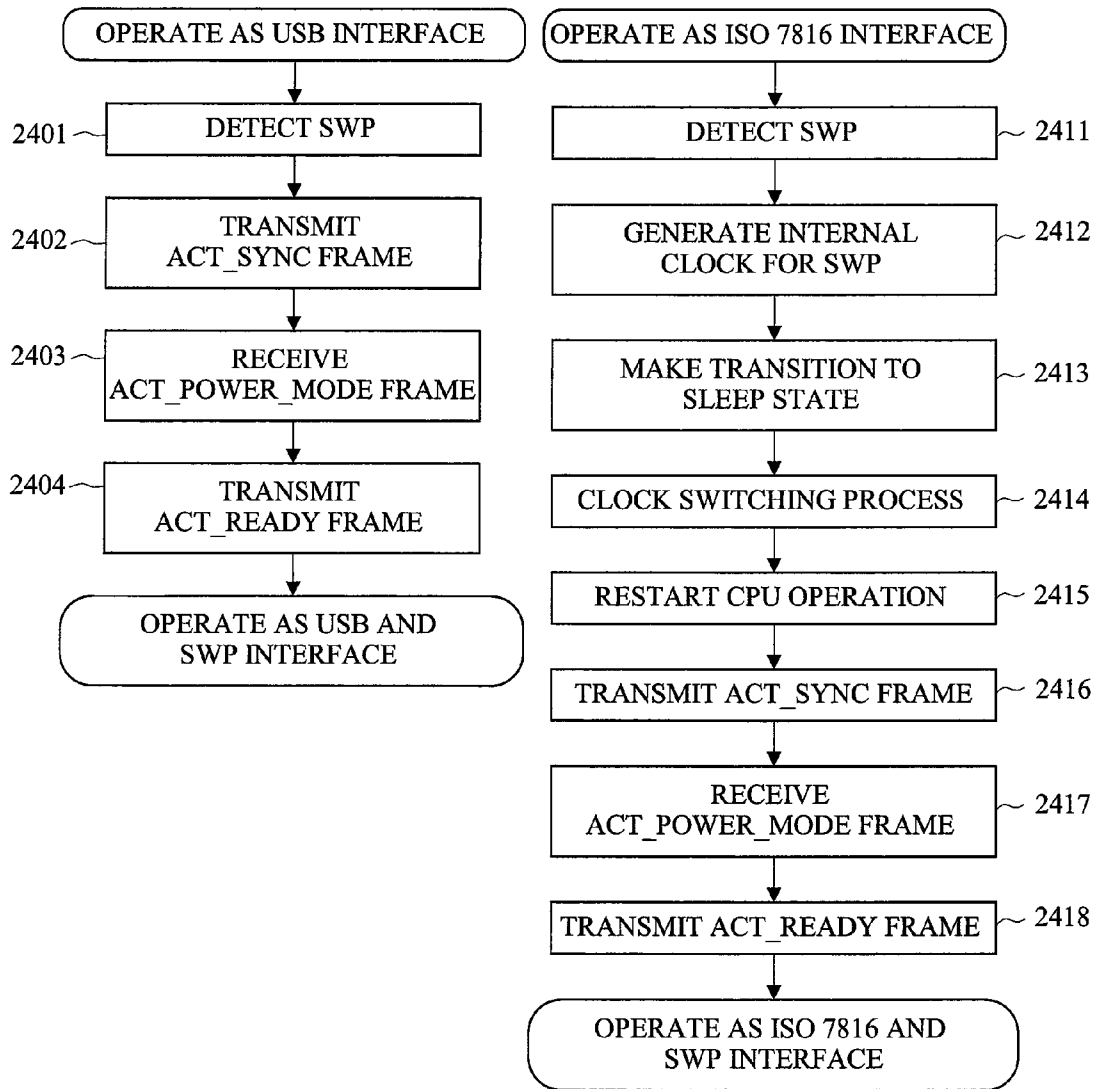 OPERATE AS USB INTERFACE
2401
DETECT SWP
2402
TRANSMIT
ACT_SYNC FRAME
2403
RECEIVE
ACT_POWER_MODE FRAME
2404
TRANSMIT
ACT_READY FRAME
OPERATE AS USB AND
SWP INTERFACE
OPERATE AS ISO 7816 INTERFACE
DETECT SWP
2411
GENERATE INTERNAL
CLOCK FOR SWP
2412
MAKE TRANSITION TO
SLEEP STATE
2413
CLOCK SWITCHING PROCESS
2414
RESTART CPU OPERATION
2415
TRANSMIT ACT_SYNC FRAME
2416
RECEIVE
ACT_POWER_MODE FRAME
2417
TRANSMIT ACT_READY FRAME
2418
OPERATE AS ISO 7816 AND
SWP INTERFACE